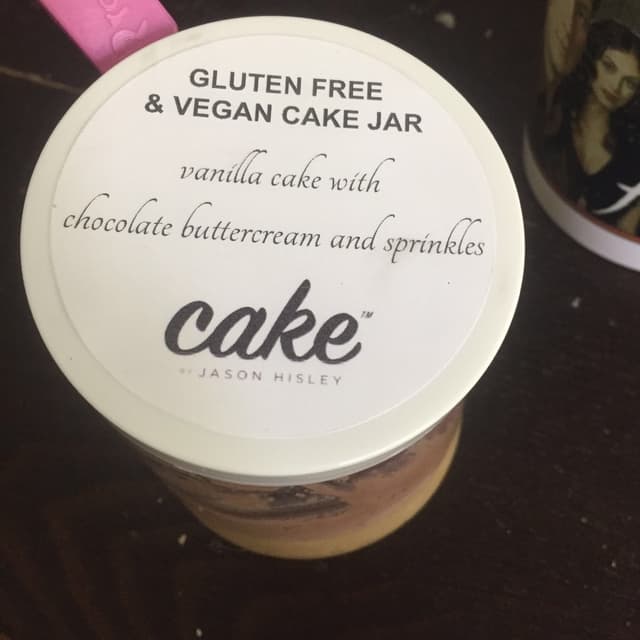 GLUTEN FREE
& VEGAN CAKE JAR
vanilla cake with
chocolate buttercream and sprinkles
cake™
BY JASON HISLEY